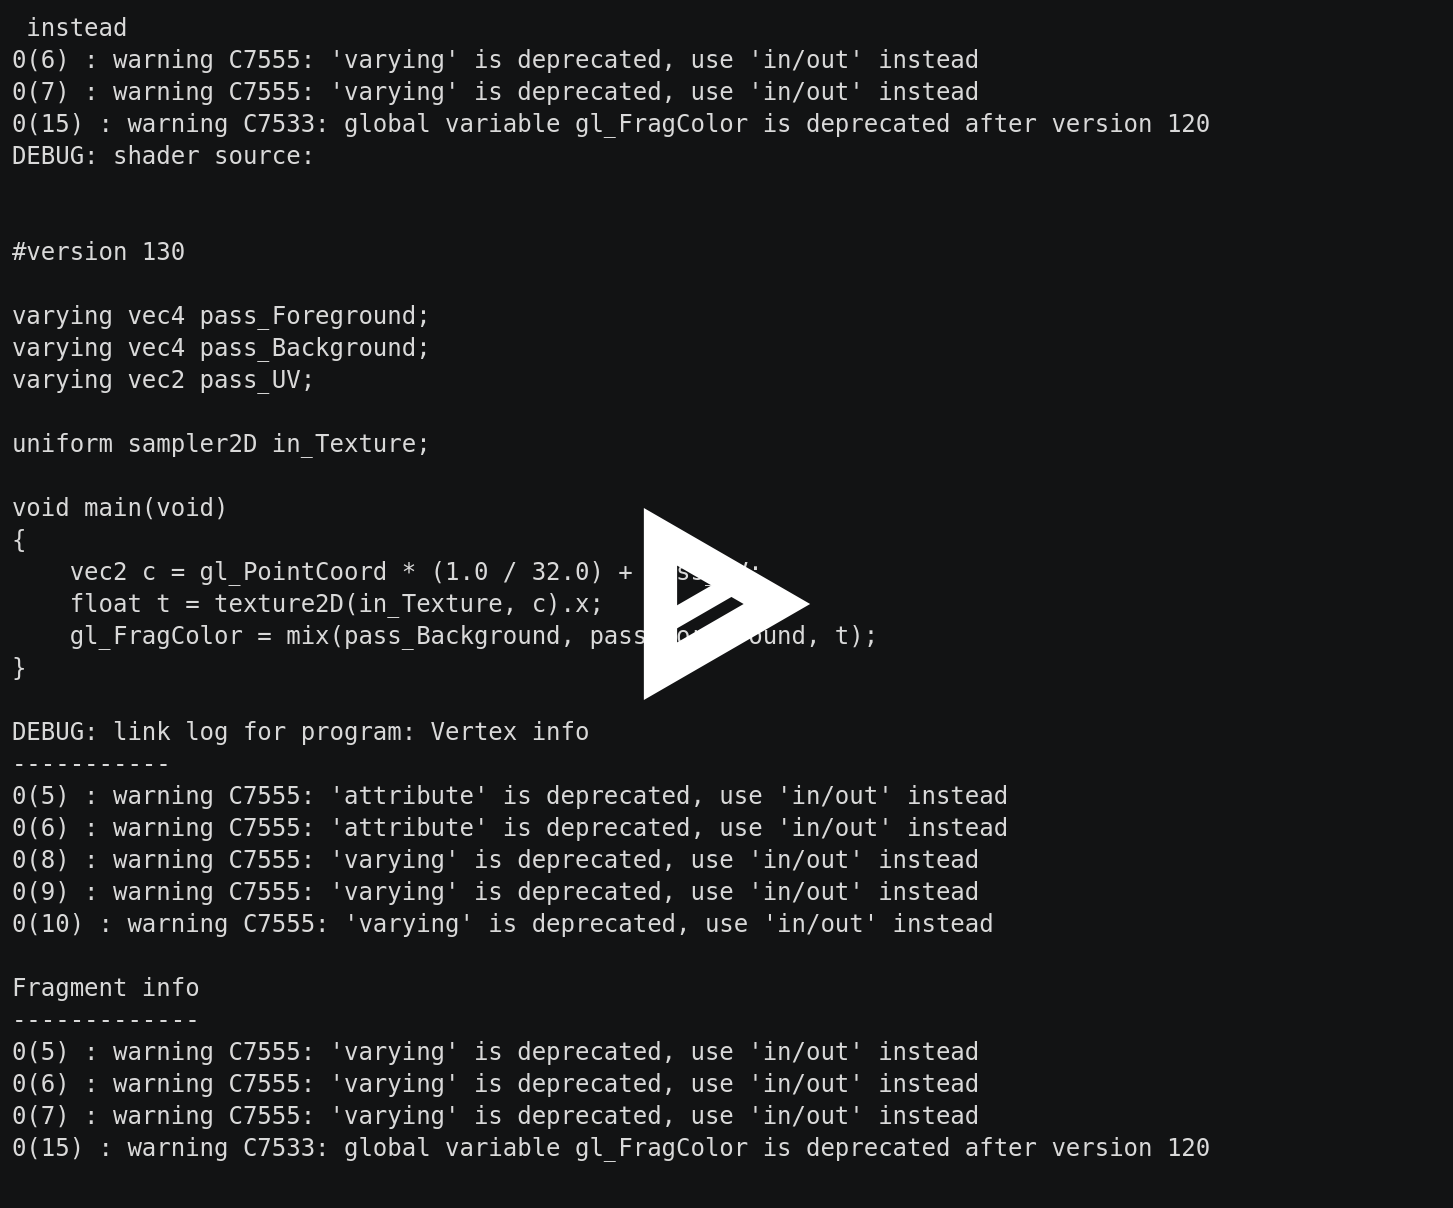 instead
0(6) : warning C7555: 'varying' is deprecated, use 'in/out' instead
0(7) : warning C7555: 'varying' is deprecated, use 'in/out' instead
0(15) : warning C7533: global variable gl_FragColor is deprecated after version 120
DEBUG: shader source:
#version 130
varying vec4 pass_Foreground;
varying vec4 pass_Background;
varying vec2 pass_UV;
uniform sampler2D in_Texture;
void main(void)
{
    vec2 c = gl_PointCoord * (1.0 / 32.0) +
    float t = texture2D(in_Texture, c).x;
    gl_FragColor = mix(pass_Background, t);
}
DEBUG: link log for program: Vertex info
-----------
0(5) : warning C7555: 'attribute' is deprecated, use 'in/out' instead
0(6) : warning C7555: 'attribute' is deprecated, use 'in/out' instead
0(8) : warning C7555: 'varying' is deprecated, use 'in/out' instead
0(9) : warning C7555: 'varying' is deprecated, use 'in/out' instead
0(10) : warning C7555: 'varying' is deprecated, use 'in/out' instead
Fragment info
-------------
0(5) : warning C7555: 'varying' is deprecated, use 'in/out' instead
0(6) : warning C7555: 'varying' is deprecated, use 'in/out' instead
0(7) : warning C7555: 'varying' is deprecated, use 'in/out' instead
0(15) : warning C7533: global variable gl_FragColor is deprecated after version 120